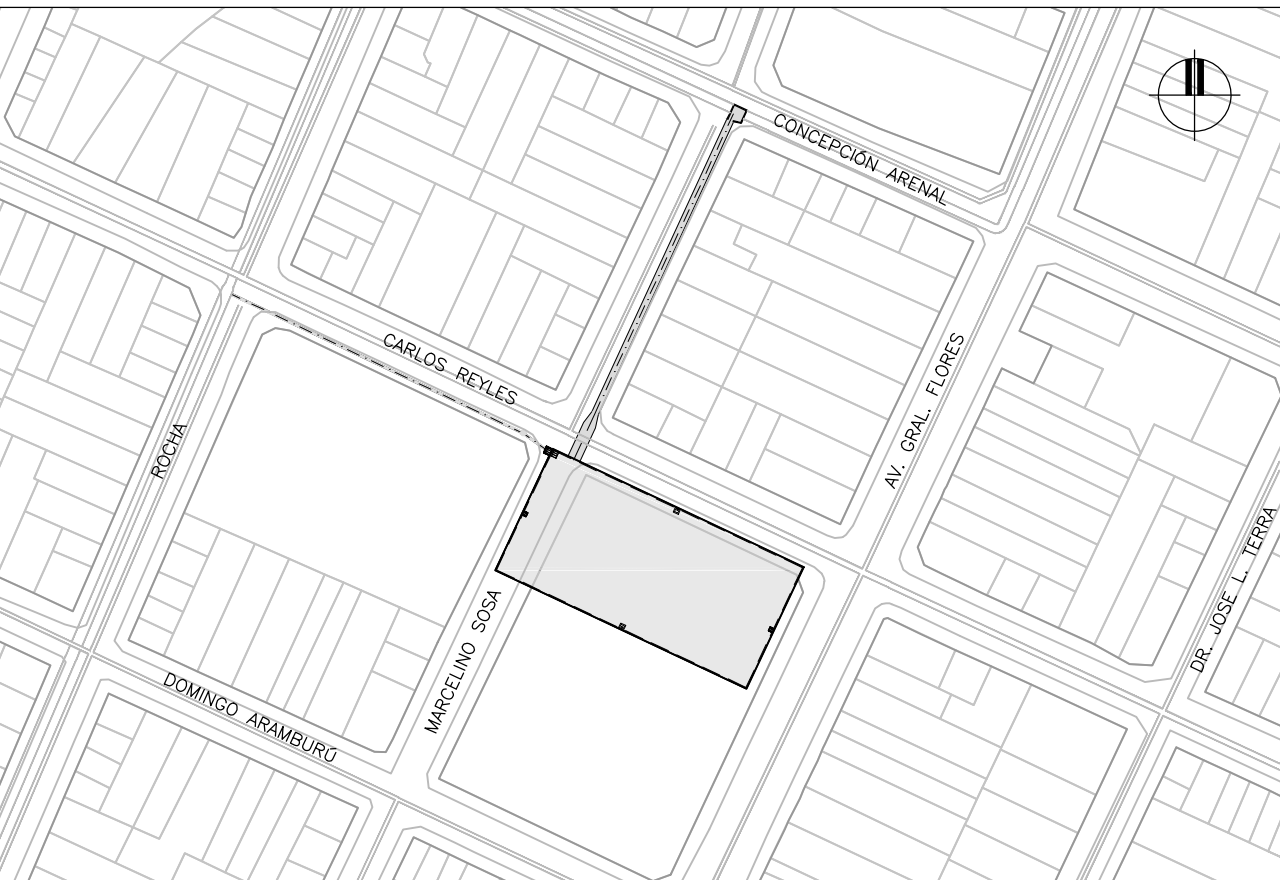 CONCEPCIÓN ARENAL
CARLOS REYLES
AV. GRAL. FLORES
ROCHA
DR. JOSE L. TERRA
MARCELINO SOSA
DOMINGO ARAMBURÚ